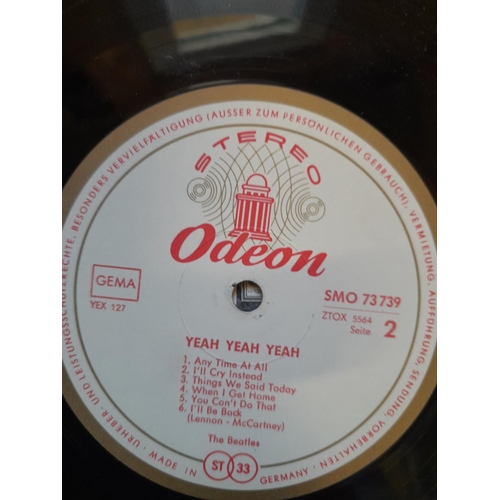 URHEBER- UND LEISTUNGSSCHUTZRECHTE, BESONDERS VERVIELFÄLTIGUNG (AUSSER ZUM PERSÖNLICHEN GEBRAUCH), VERMIETUNG, AUFFÜHRUNG, SENDUNG, VORBEHALTEN
STEREO
Odeon
GEMA
YEX 127
SMO 73 739
ZTOX 5564
Seite 2
YEAH YEAH YEAH
1. Any Time At All
2. I'll Cry Instead
3. Things We Said Today
4. When I Get Home
5. You Can't Do That
6. I'll Be Back
(Lennon - McCartney)
The Beatles
MADE IN GERMANY
ST 33